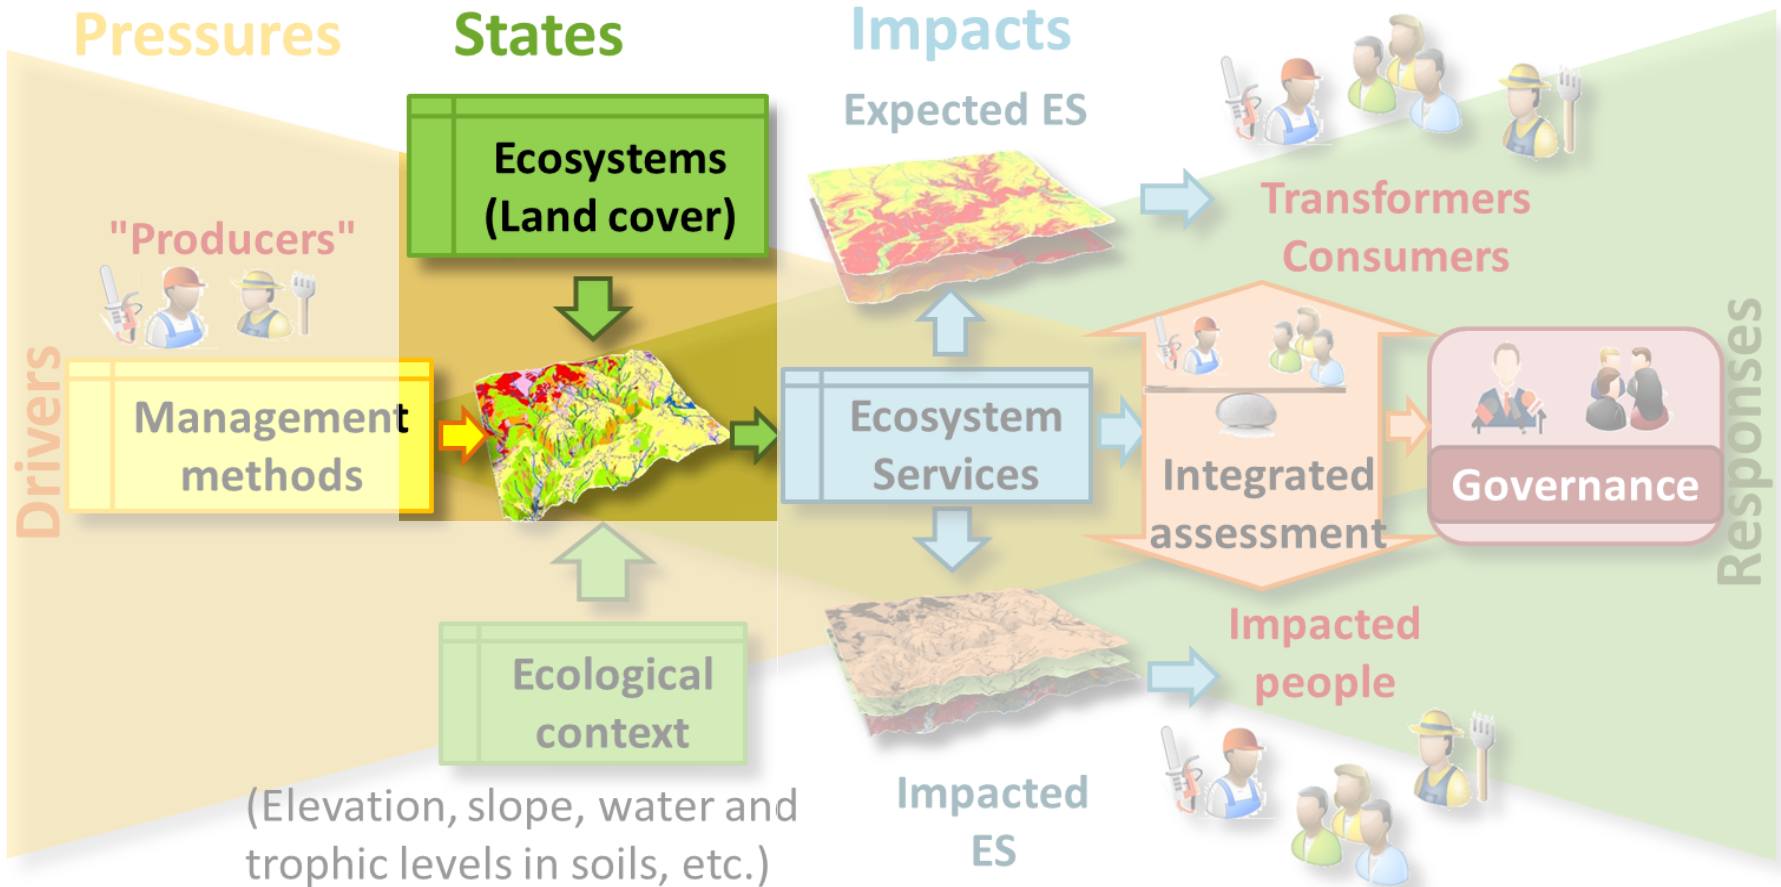 Pressures
States
Impacts
Expected ES
Ecosystems
(Land cover)
"Producers"
Transformers
Consumers
Drivers
Management
methods
Ecosystem
Services
Integrated
assessment
Governance
Responses
Ecological
context
Impacted
people
(Elevation, slope, water and
trophic levels in soils, etc.)
Impacted
ES